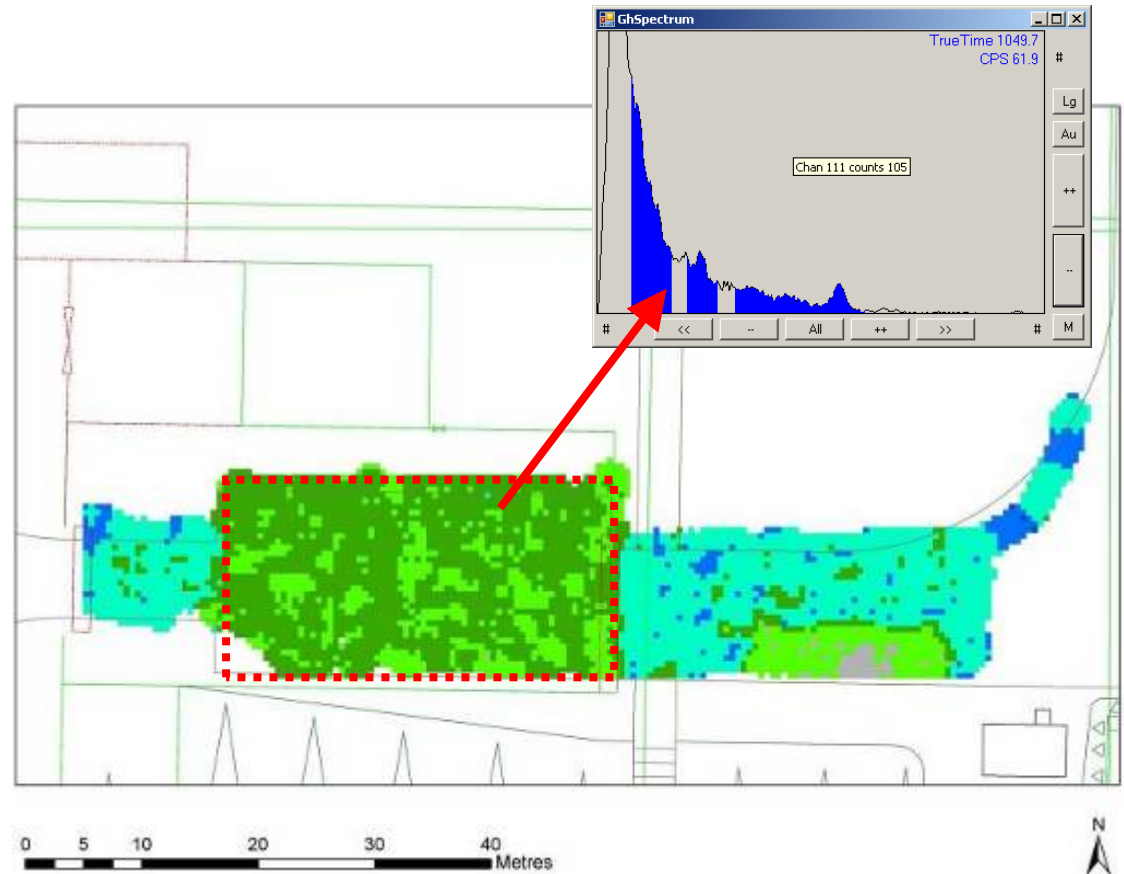 GhSpectrum
TrueTime 1049.7
CPS 61.9
#
Lg
Au
Chan 111 counts 105
++
--
# << -- All ++ >> # M
N
0 5 10 20 30 40
Metres